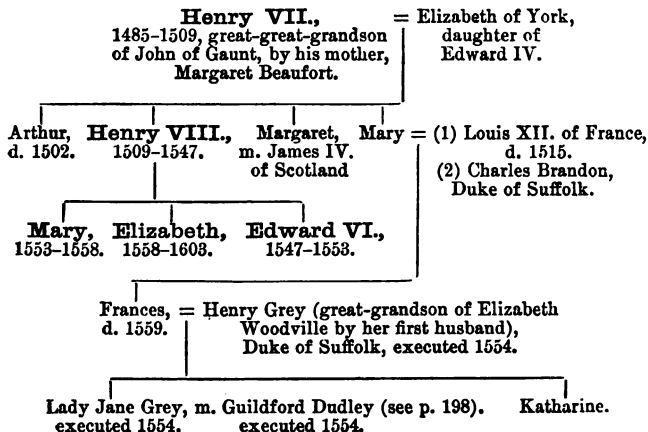 Henry VII., = Elizabeth of York,
1485-1509, great-great-grandson daughter of
of John of Gaunt, by his mother, Edward IV.
Margaret Beaufort.
Arthur, Henry VIII., Margaret, Mary = (1) Louis XII. of France,
d. 1502. 1509-1547. m. James IV. d. 1515.
of Scotland (2) Charles Brandon,
Duke of Suffolk.
Mary, Elizabeth, Edward VI.,
1553-1558. 1558-1603. 1547-1553.
Frances, = Henry Grey (great-grandson of Elizabeth
d. 1559. Woodville by her first husband),
Duke of Suffolk, executed 1554.
Lady Jane Grey, m. Guildford Dudley (see p. 198). Katharine.
executed 1554. executed 1554.